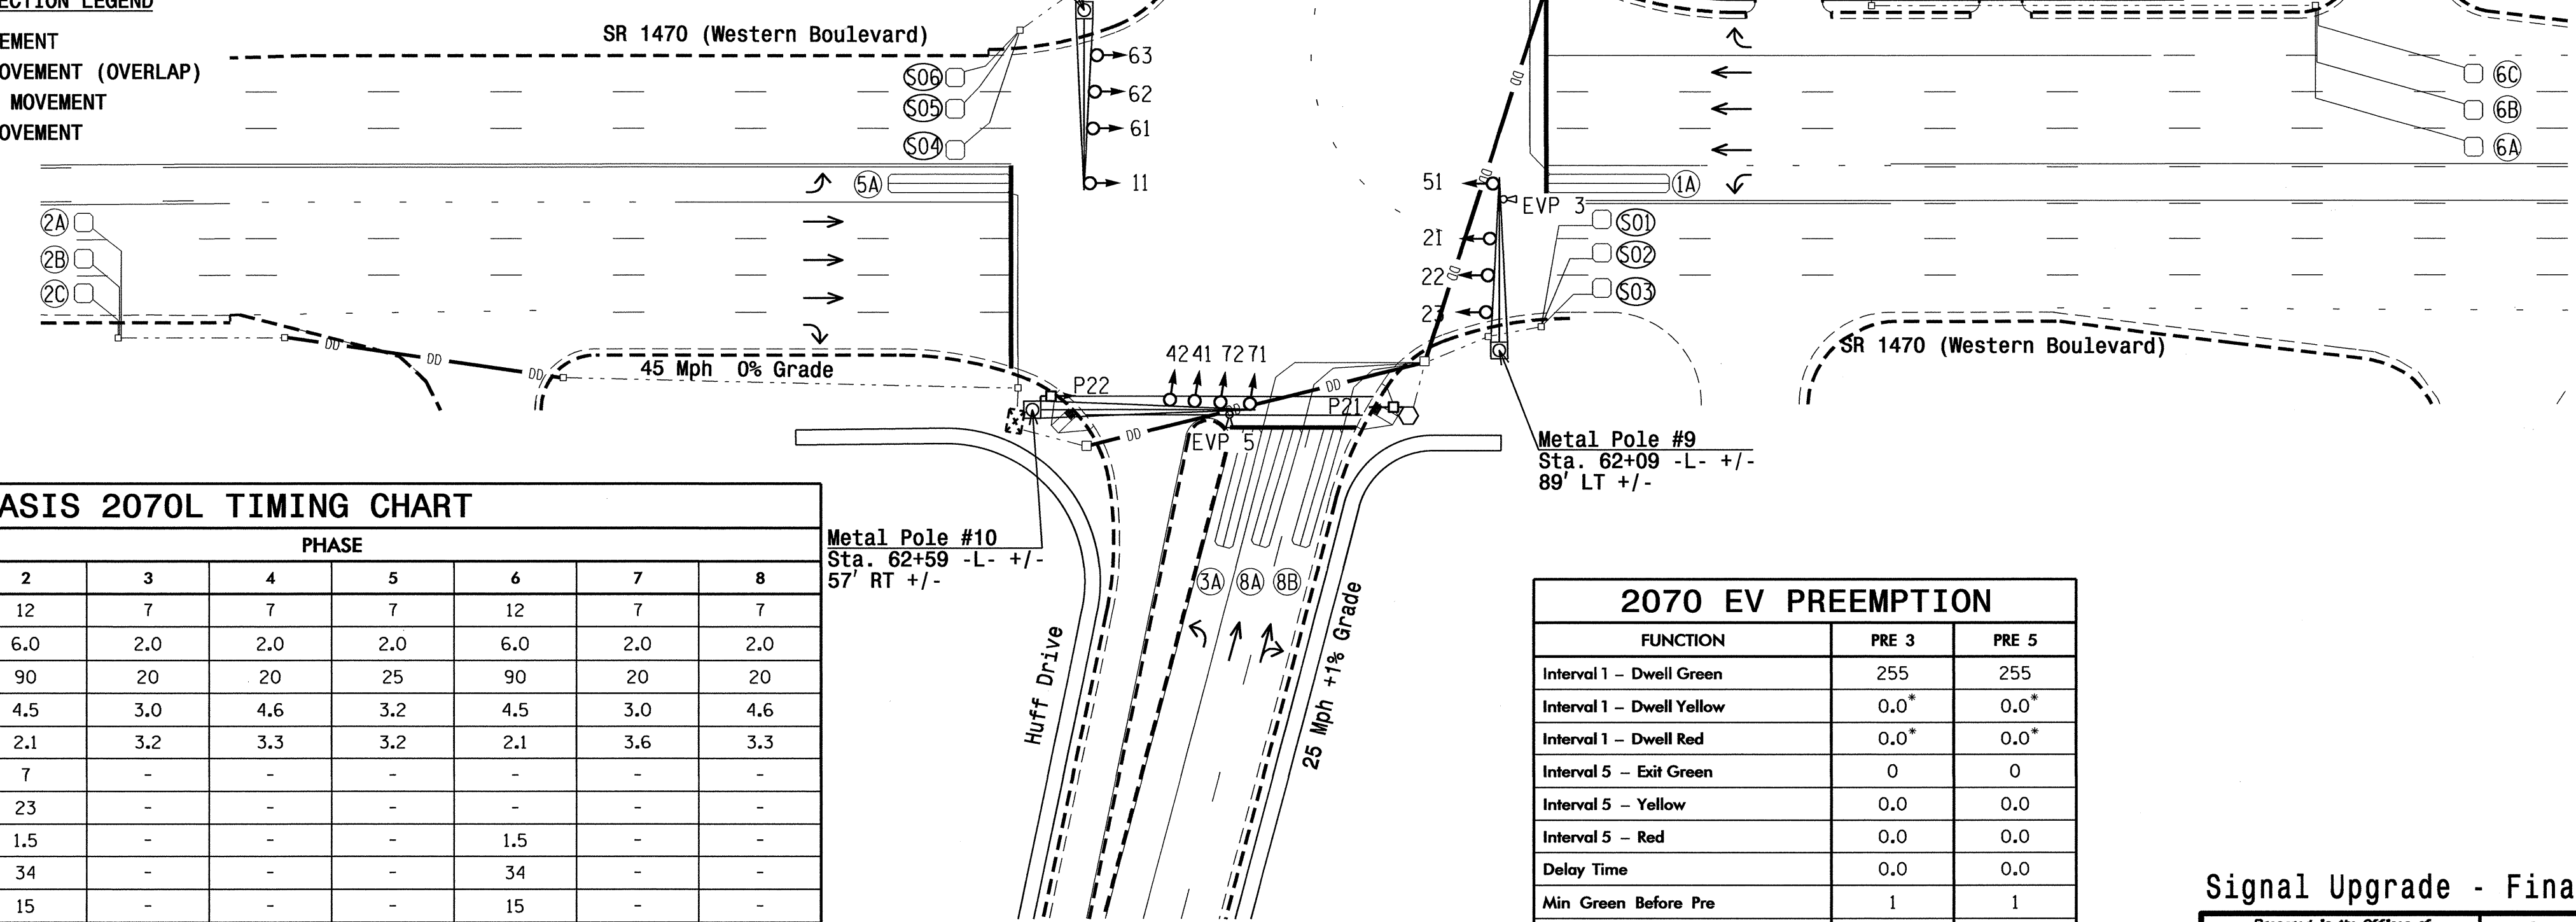 ECTION LEGEND
EMENT
OVEMENT (OVERLAP)
MOVEMENT
OVEMENT
SR 1470 (Western Boulevard)
S06
S05
S04
63
62
61
11
5A
2A
2B
2C
45 Mph 0% Grade
51
21
22
23
EVP 3
1A
S01
S02
S03
6C
6B
6A
SR 1470 (Western Boulevard)
42 41 72 71
P22
P21
EVP 5
Metal Pole #9
Sta. 62+09 -L- +/-
89' LT +/-
Metal Pole #10
Sta. 62+59 -L- +/-
57' RT +/-
3A 8A 8B
Huff Drive
25 Mph +1% Grade
DD
DD
DD
DD
DD
DD
DD
DD
ASIS 2070L TIMING CHART
PHASE
2 3 4 5 6 7 8
12 7 7 7 12 7 7
6.0 2.0 2.0 2.0 6.0 2.0 2.0
90 20 20 25 90 20 20
4.5 3.0 4.6 3.2 4.5 3.0 4.6
2.1 3.2 3.3 3.2 2.1 3.6 3.3
7 - - - - - -
23 - - - - - -
1.5 - - - 1.5 - -
34 - - - 34 - -
15 - - - 15 - -
2070 EV PREEMPTION
FUNCTION PRE 3 PRE 5
Interval 1 – Dwell Green 255 255
Interval 1 – Dwell Yellow 0.0* 0.0*
Interval 1 – Dwell Red 0.0* 0.0*
Interval 5 – Exit Green 0 0
Interval 5 – Yellow 0.0 0.0
Interval 5 – Red 0.0 0.0
Delay Time 0.0 0.0
Min Green Before Pre 1 1
Signal Upgrade - Fina